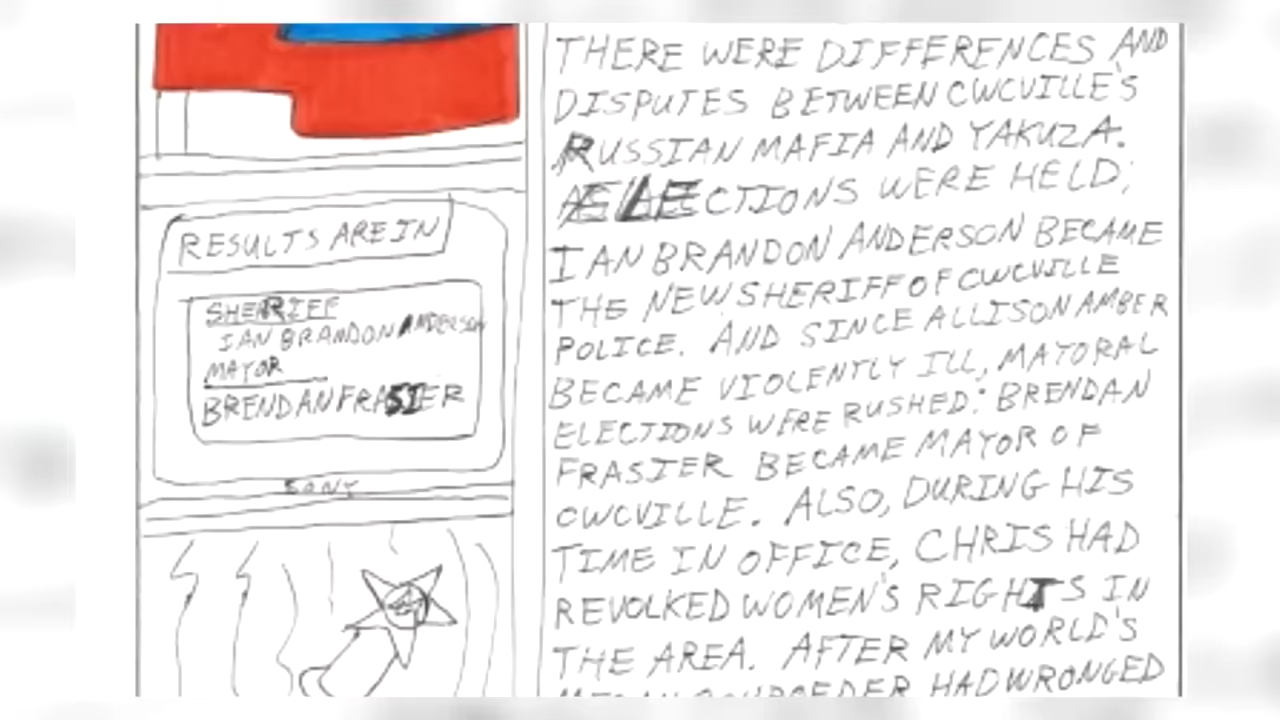 RESULTS ARE IN
SHERRIFF
IAN BRANDON ANDERSON
MAYOR
BRENDAN FRASIER
SONY
THERE WERE DIFFERENCES AND
DISPUTES BETWEEN CWCVILLE'S
RUSSIAN MAFIA AND YAKUZA.
ELECTIONS WERE HELD;
IAN BRANDON ANDERSON BECAME
THE NEW SHERIFF OF CWCVILLE
POLICE. AND SINCE ALLISON AMBER
BECAME VIOLENTLY ILL, MAYORAL
ELECTIONS WERE RUSHED: BRENDAN
FRASIER BECAME MAYOR OF
CWCVILLE. ALSO, DURING HIS
TIME IN OFFICE, CHRIS HAD
REVOLKED WOMEN'S RIGHTS IN
THE AREA. AFTER MY WORLD'S
HAD WRONGED